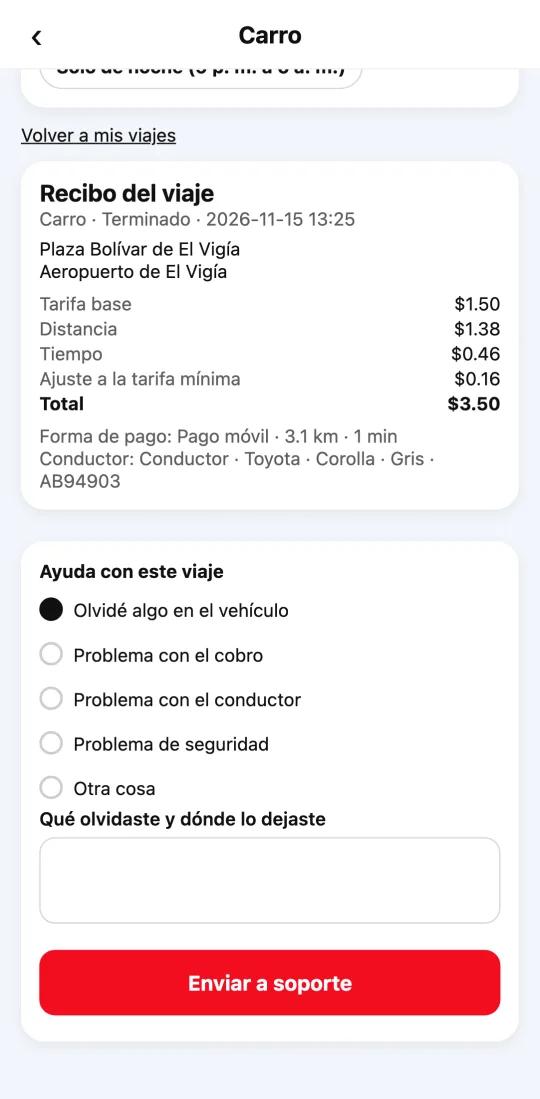 Carro
Volver a mis viajes
Recibo del viaje
Carro · Terminado · 2026-11-15 13:25
Plaza Bolívar de El Vigía
Aeropuerto de El Vigía
Tarifa base $1.50
Distancia $1.38
Tiempo $0.46
Ajuste a la tarifa mínima $0.16
Total $3.50
Forma de pago: Pago móvil · 3.1 km · 1 min
Conductor: Conductor · Toyota · Corolla · Gris ·
AB94903
Ayuda con este viaje
Olvidé algo en el vehículo
Problema con el cobro
Problema con el conductor
Problema de seguridad
Otra cosa
Qué olvidaste y dónde lo dejaste
Enviar a soporte